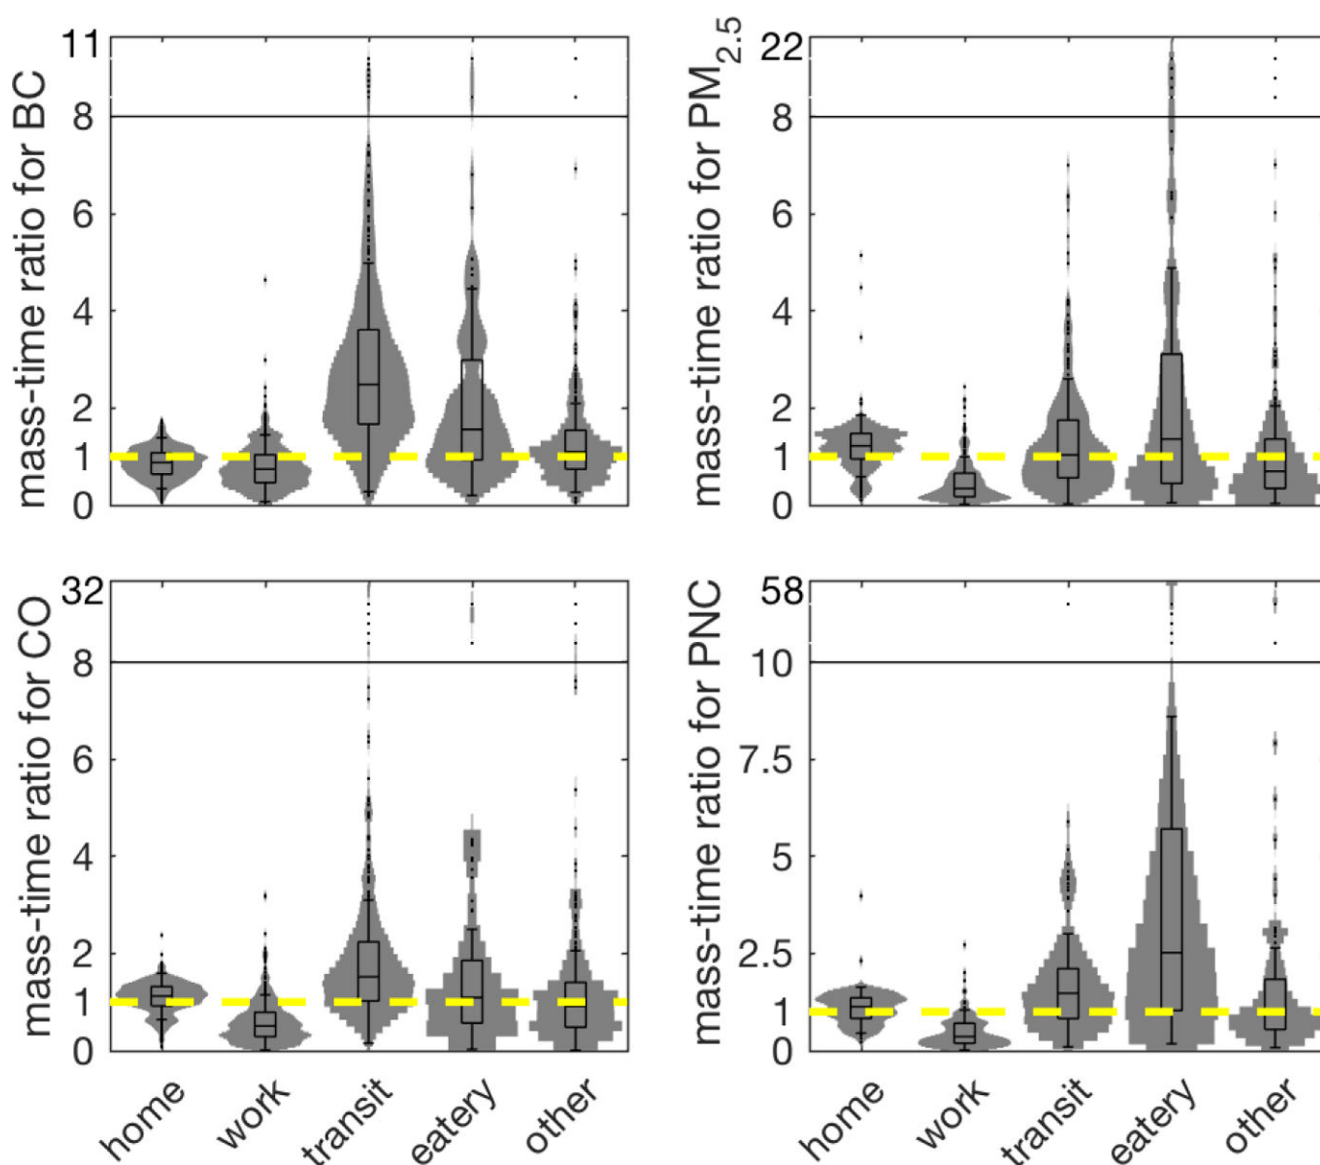 mass-time ratio for BC
11
8
6
4
2
1
0
mass-time ratio for PM2.5
22
8
6
4
2
1
0
mass-time ratio for CO
32
8
6
4
2
1
0
home
work
transit
eatery
other
mass-time ratio for PNC
58
10
7.5
5
2.5
1
0
home
work
transit
eatery
other